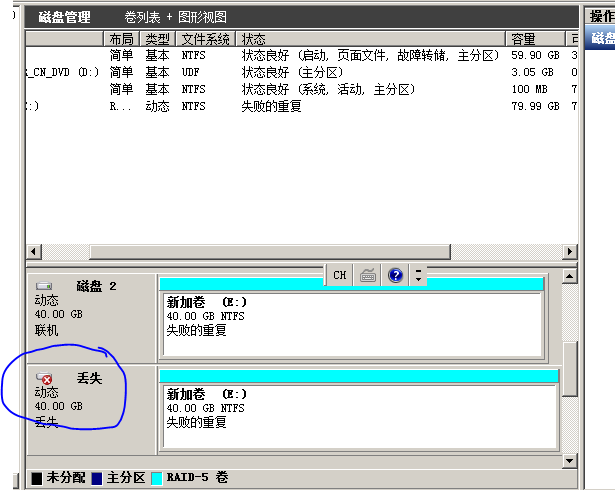 磁盘管理 卷列表 + 图形视图
操作
磁盘
布局 类型 文件系统 状态 容量
简单 基本 NTFS 状态良好 (启动, 页面文件, 故障转储, 主分区) 59.90 GB 3
_CN_DVD (D:) 简单 基本 UDF 状态良好 (主分区) 3.05 GB 0
简单 基本 NTFS 状态良好 (系统, 活动, 主分区) 100 MB 7
:) R... 动态 NTFS 失败的重复 79.99 GB 7
CH
磁盘 2
动态
40.00 GB
联机
新加卷 (E:)
40.00 GB NTFS
失败的重复
丢失
动态
40.00 GB
丢失
新加卷 (E:)
40.00 GB NTFS
失败的重复
未分配 主分区 RAID-5 卷